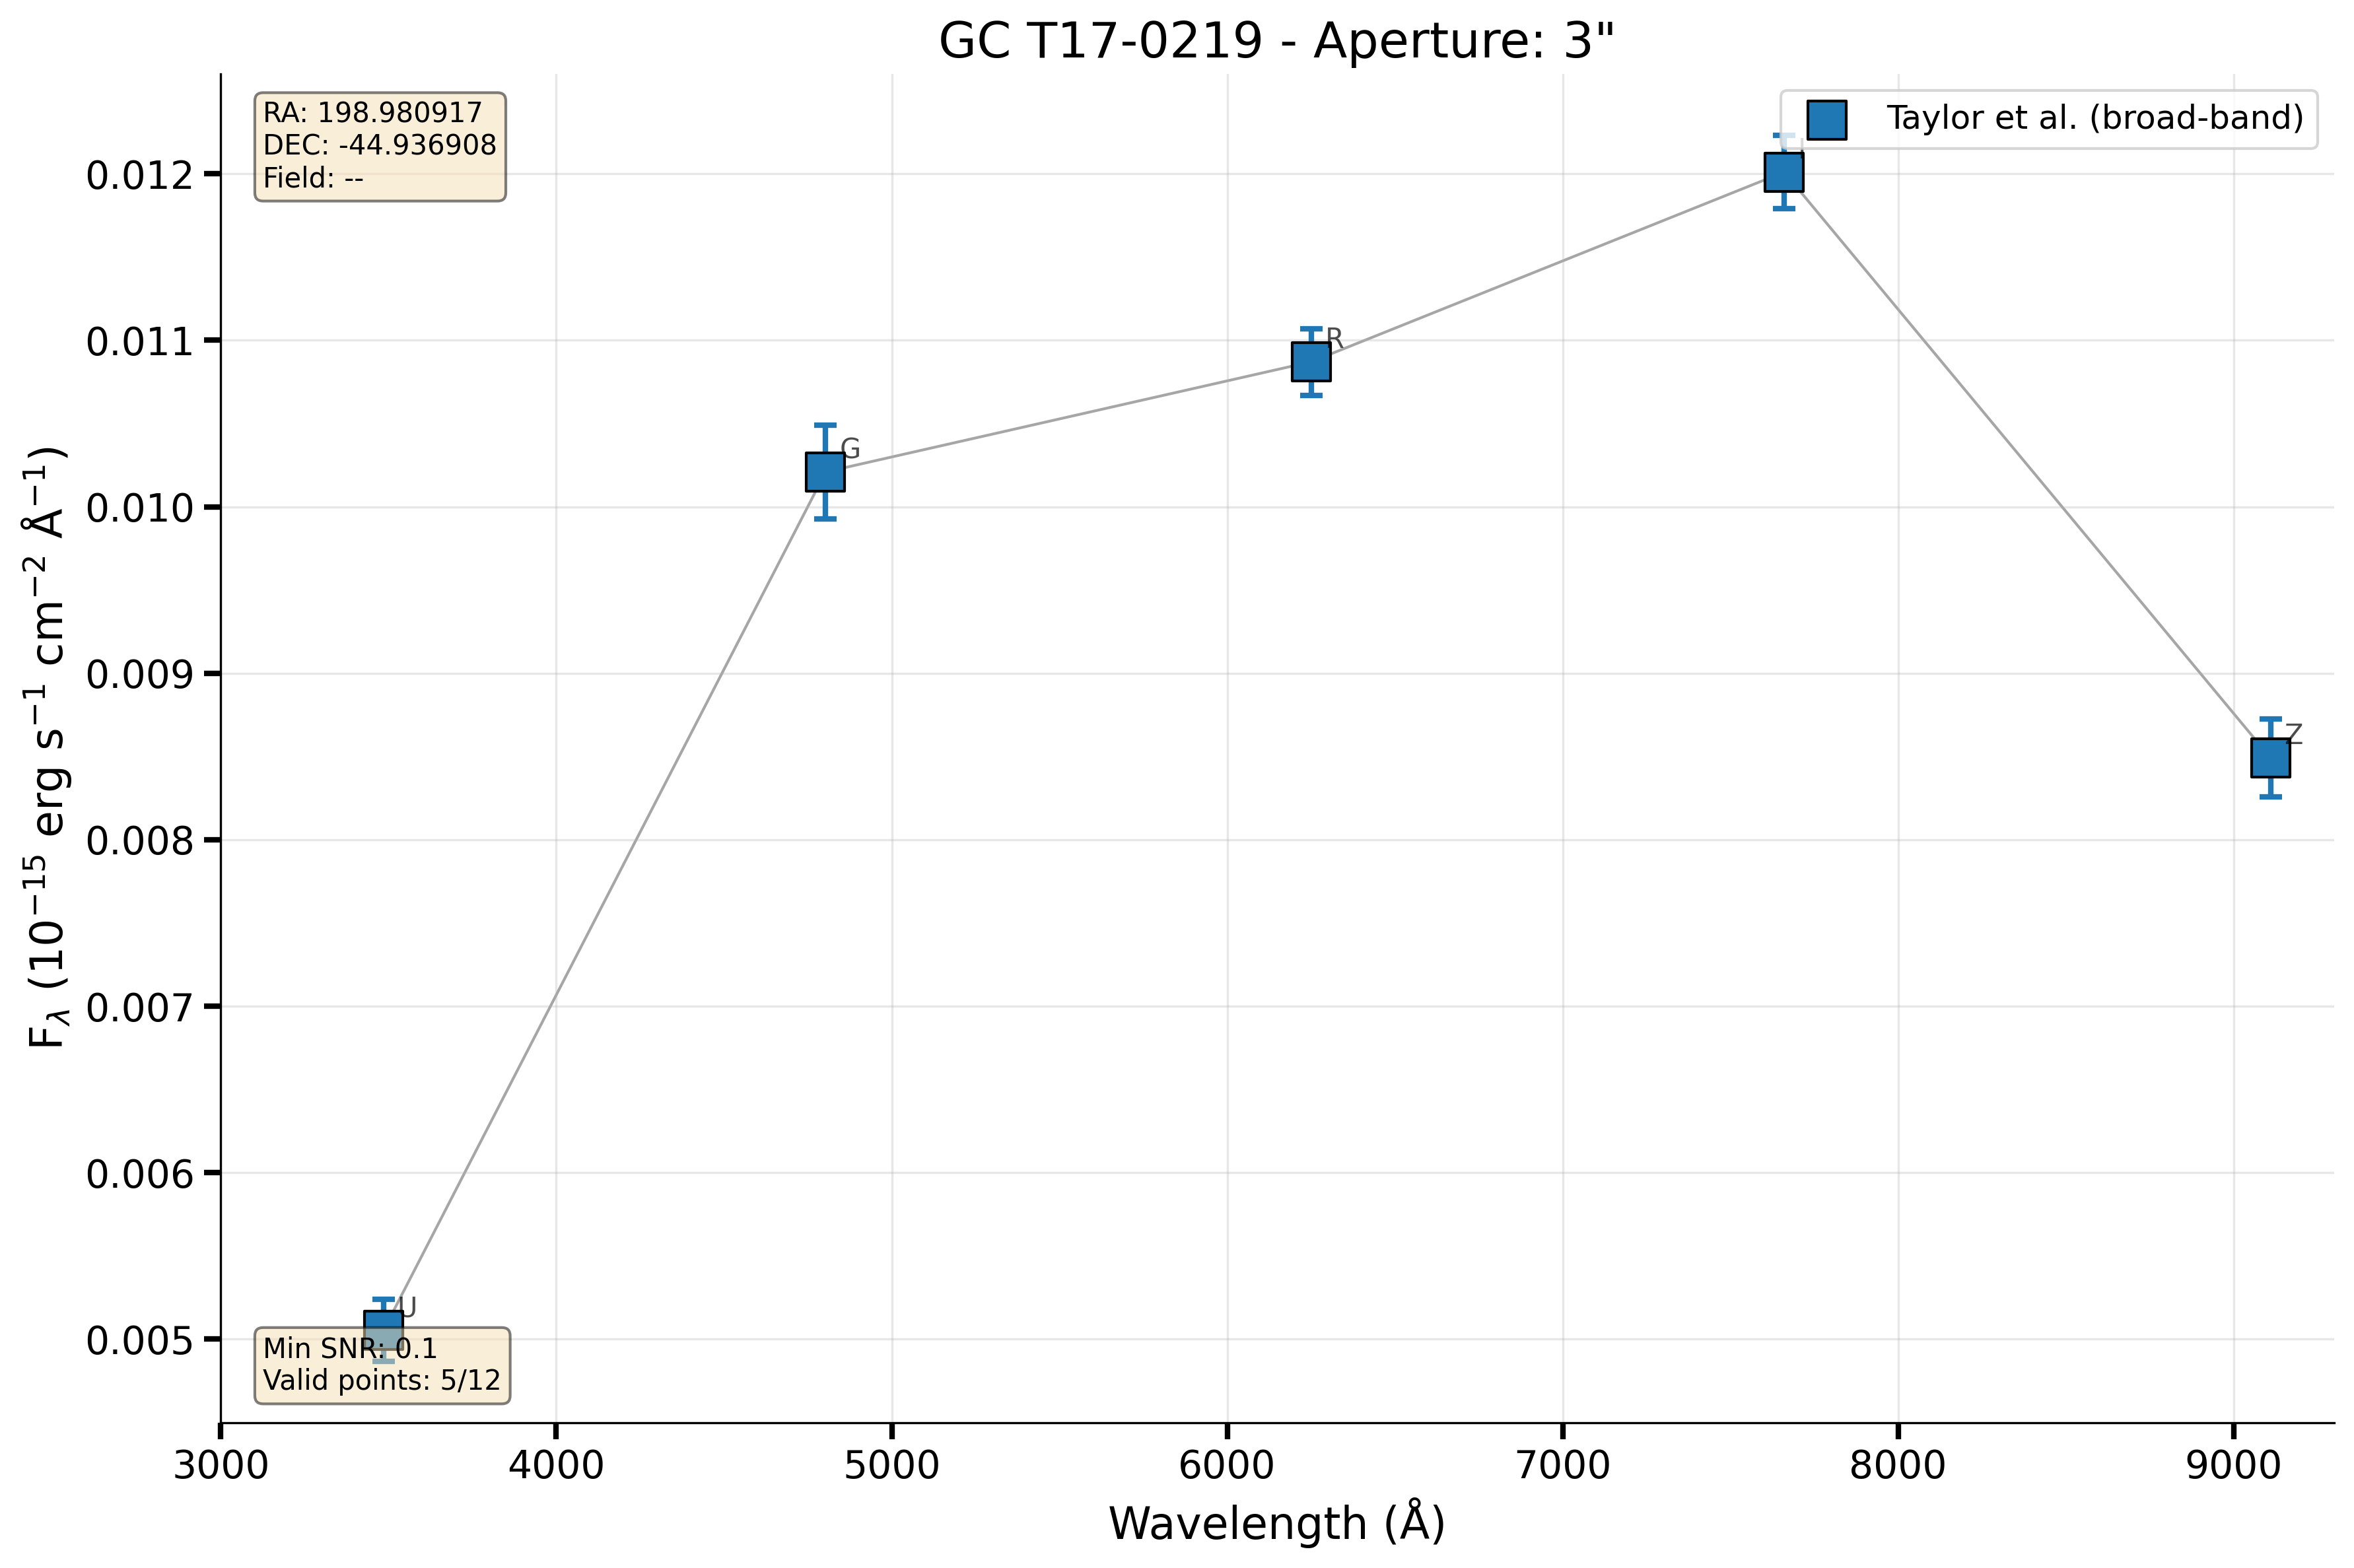 GC T17-0219 - Aperture: 3"
RA: 198.980917
DEC: -44.936908
Field: --
Taylor et al. (broad-band)
0.012
0.011
0.010
0.009
0.008
0.007
0.006
0.005
F_λ (10⁻¹⁵ erg s⁻¹ cm⁻² Å⁻¹)
R
G
Z
U
Min SNR: 0.1
Valid points: 5/12
3000 4000 5000 6000 7000 8000 9000
Wavelength (Å)